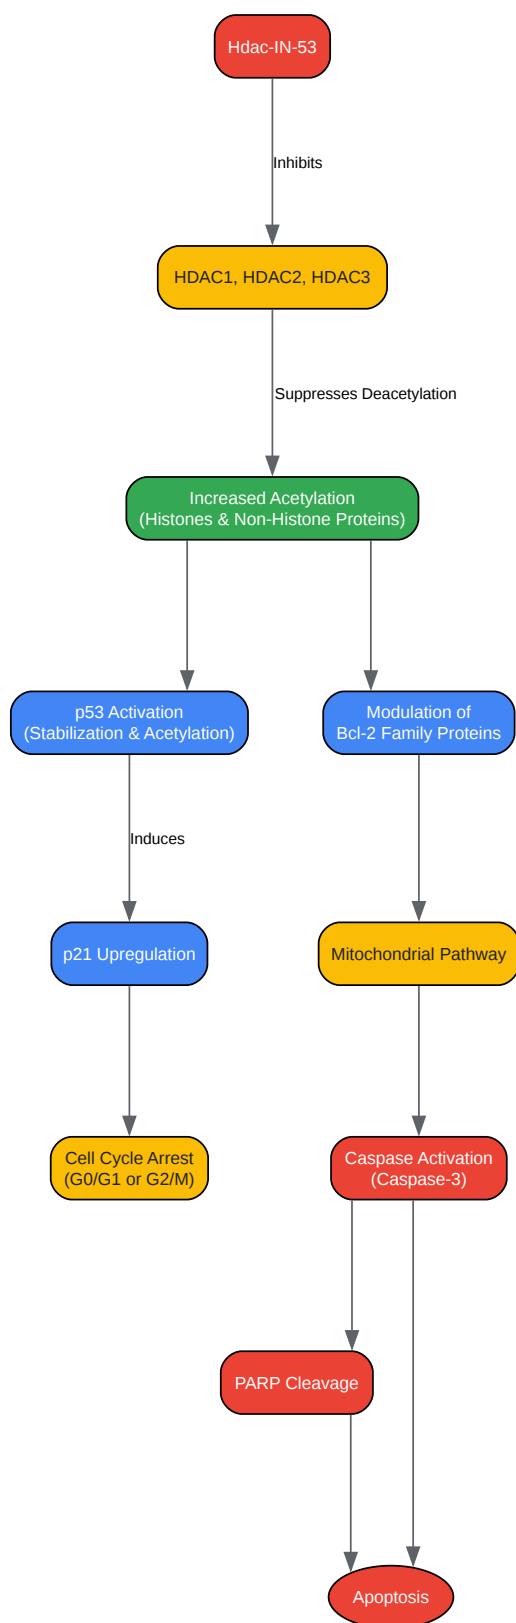 Hdac-IN-53
Inhibits
HDAC1, HDAC2, HDAC3
Suppresses Deacetylation
Increased Acetylation
(Histones & Non-Histone Proteins)
p53 Activation
(Stabilization & Acetylation)
Modulation of
Bcl-2 Family Proteins
Induces
p21 Upregulation
Mitochondrial Pathway
Cell Cycle Arrest
(G0/G1 or G2/M)
Caspase Activation
(Caspase-3)
PARP Cleavage
Apoptosis